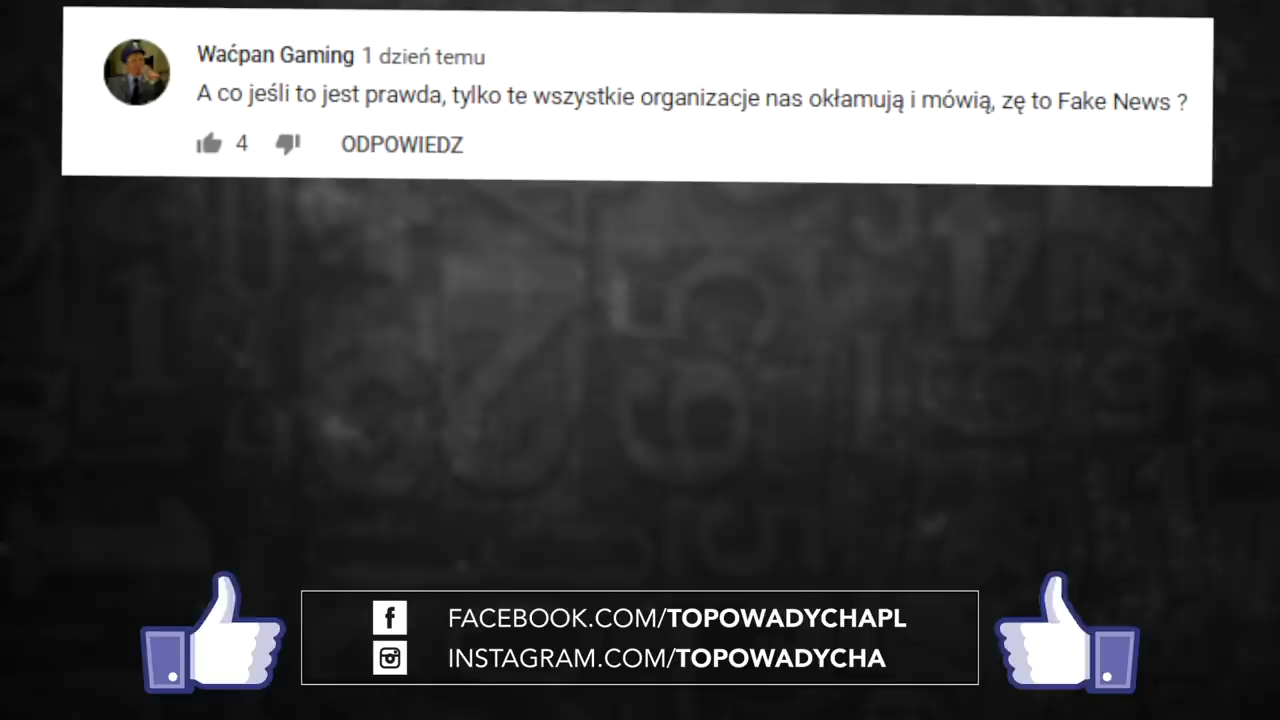 Waćpan Gaming 1 dzień temu
A co jeśli to jest prawda, tylko te wszystkie organizacje nas okłamują i mówią, zę to Fake News ?
4 ODPOWIEDZ
FACEBOOK.COM/TOPOWADYCHAPL
INSTAGRAM.COM/TOPOWADYCHA